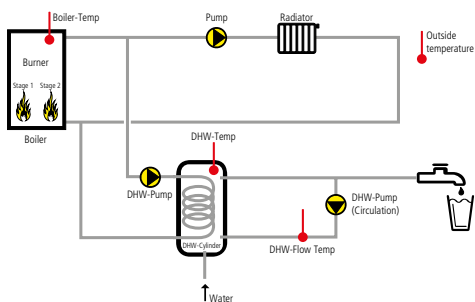 Boiler-Temp
Pump
Radiator
Outside
temperature
Burner
Stage 1
Stage 2
Boiler
DHW-Temp
DHW-Pump
DHW-Pump
(Circulation)
DHW-Cylinder
DHW-Flow Temp
Water